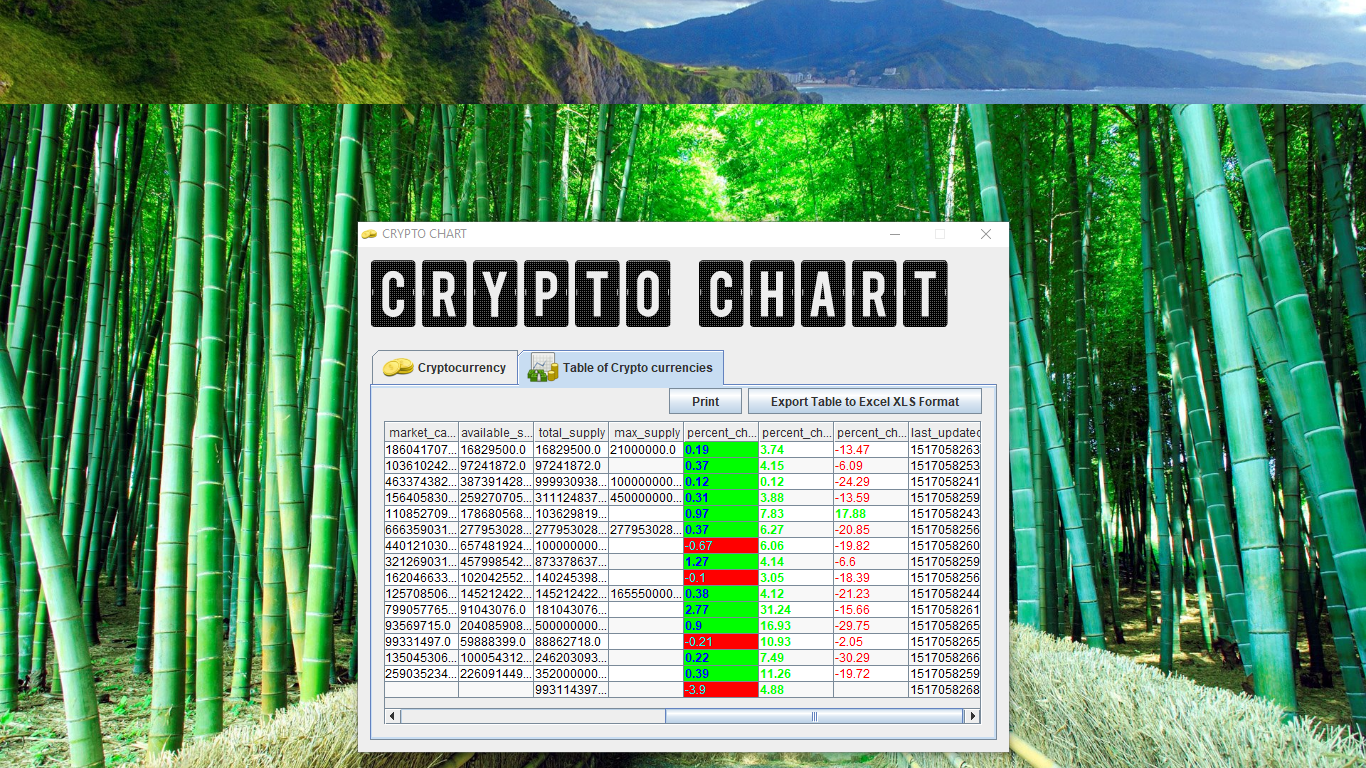 CRYPTO CHART
CRYPTO CHART
Cryptocurrency Table of Crypto currencies
Print Export Table to Excel XLS Format
market_ca... available_s... total_supply max_supply percent_ch... percent_ch... percent_ch... last_updated
186041707... 16829500.0 16829500.0 21000000.0 0.19 3.74 -13.47 1517058263
103610242... 97241872.0 97241872.0 0.37 4.15 -6.09 1517058253
463374382... 387391428... 999930938... 100000000... 0.12 0.12 -24.29 1517058241
156405830... 259270705... 311124837... 450000000... 0.31 3.88 -13.59 1517058259
110852709... 178680568... 103629819... 0.97 7.83 17.88 1517058243
666359031... 277953028... 277953028... 277953028... 0.37 6.27 -20.85 1517058256
440121030... 657481924... 100000000... -0.67 6.06 -19.82 1517058260
321269031... 457998542... 873378637... 1.27 4.14 -6.6 1517058259
162046633... 102042552... 140245398... -0.1 3.05 -18.39 1517058259
125708506... 145212422... 145212422... 165550000... 0.38 4.12 -21.23 1517058244
799057765... 91043076.0 181043076... 2.77 31.24 -15.66 1517058261
93569715.0 204085908... 500000000... 0.9 16.93 -29.75 1517058265
99331497.0 59888399.0 88862718.0 -0.21 10.93 -2.05 1517058265
135045306... 100054312... 246203093... 0.22 7.49 -30.29 1517058266
259035234... 226091449... 352000000... 0.39 11.26 -19.72 1517058265
993114397... -3.9 4.88 1517058268